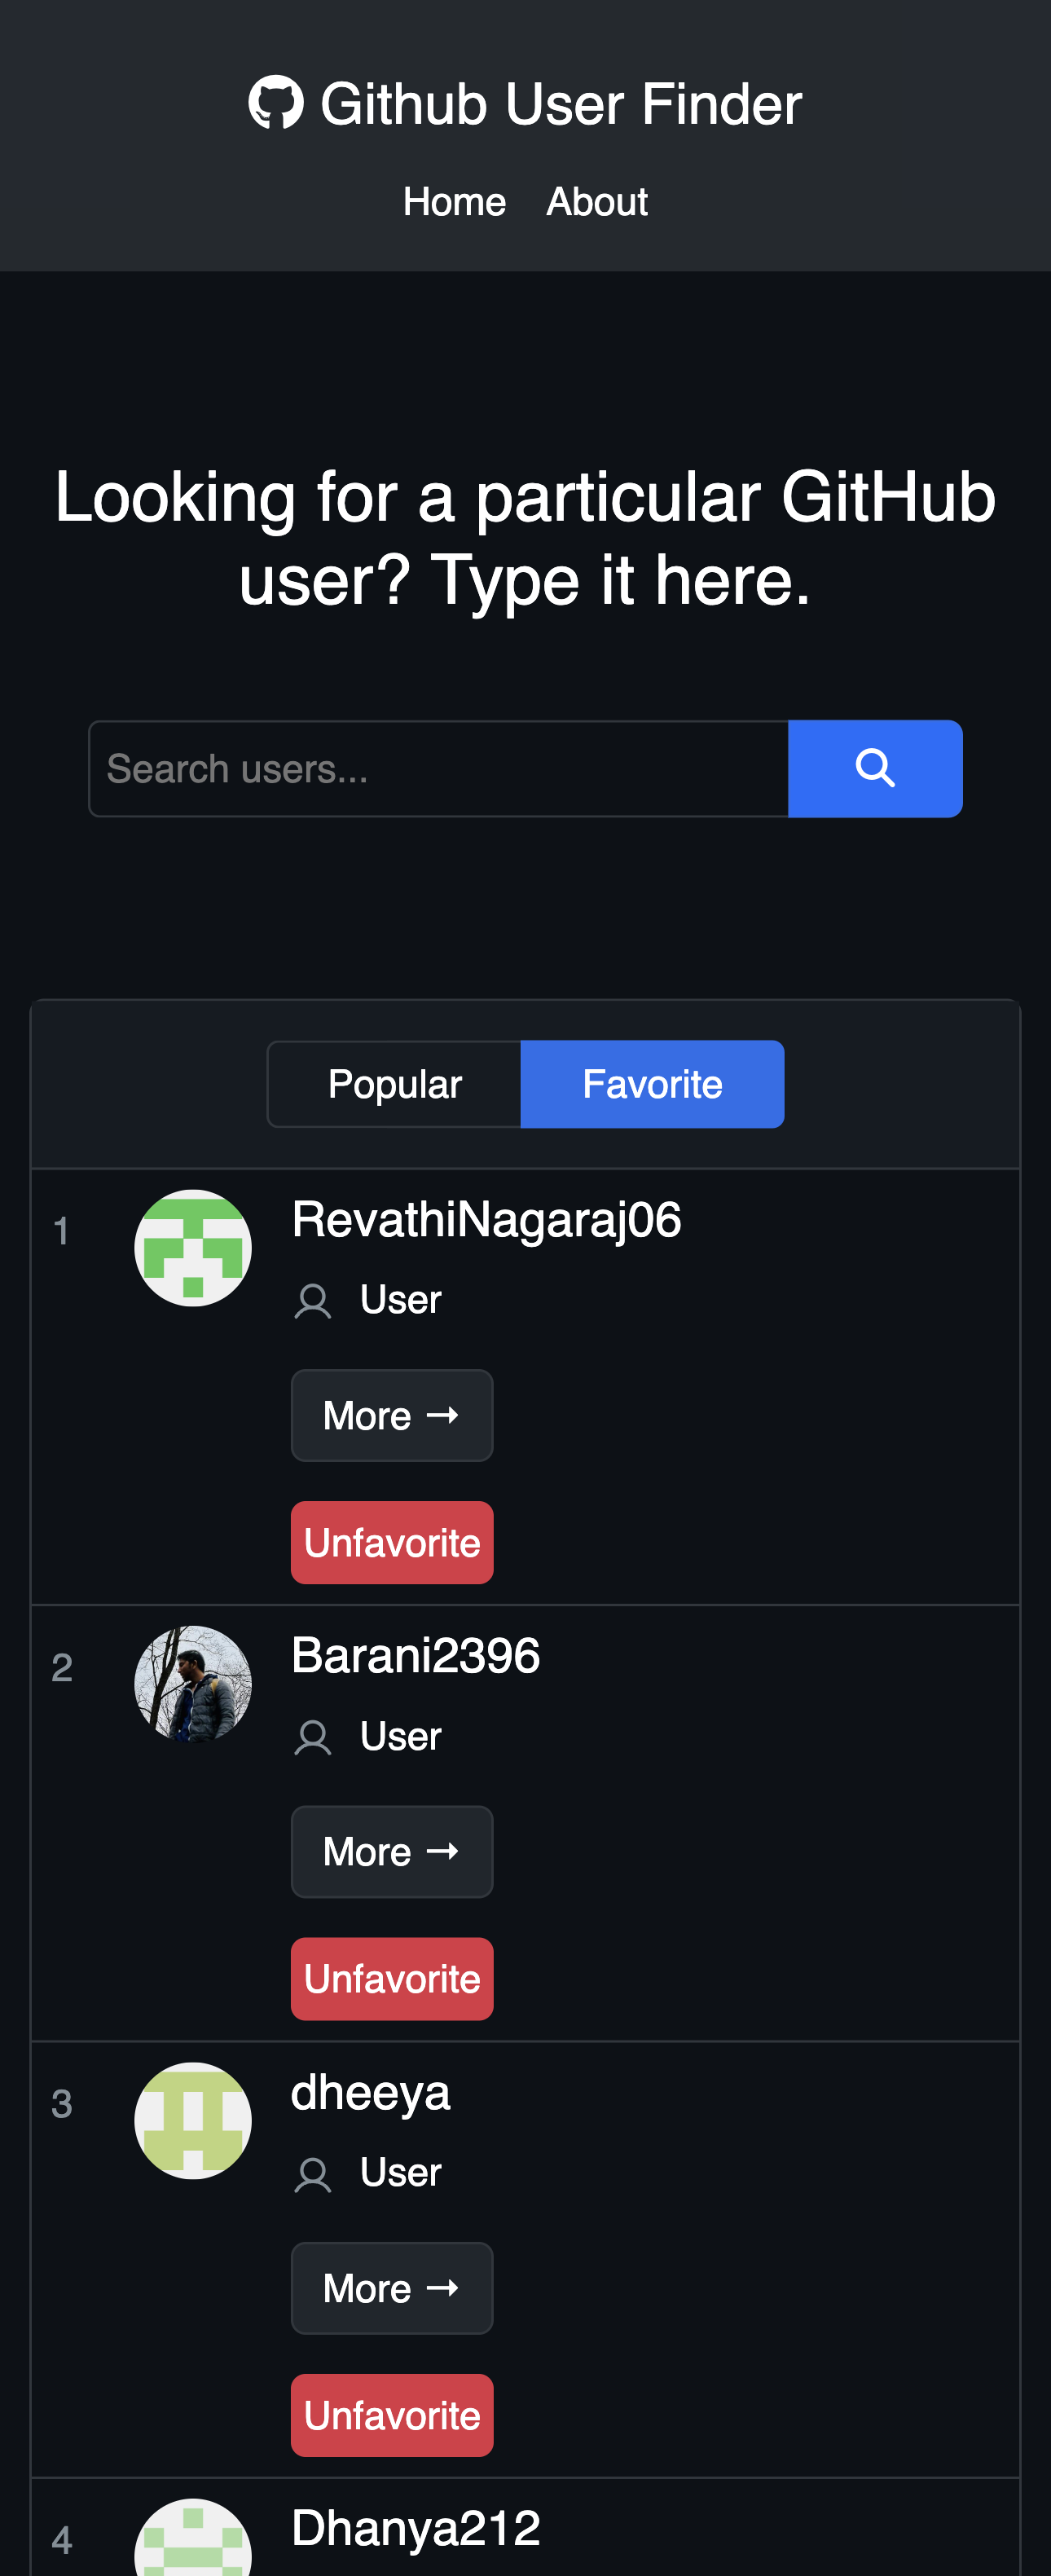 Github User Finder
Home About
Looking for a particular GitHub
user? Type it here.
Search users...
Popular Favorite
1 RevathiNagaraj06
User
More →
Unfavorite
2 Barani2396
User
More →
Unfavorite
3 dheeya
User
More →
Unfavorite
4 Dhanya212